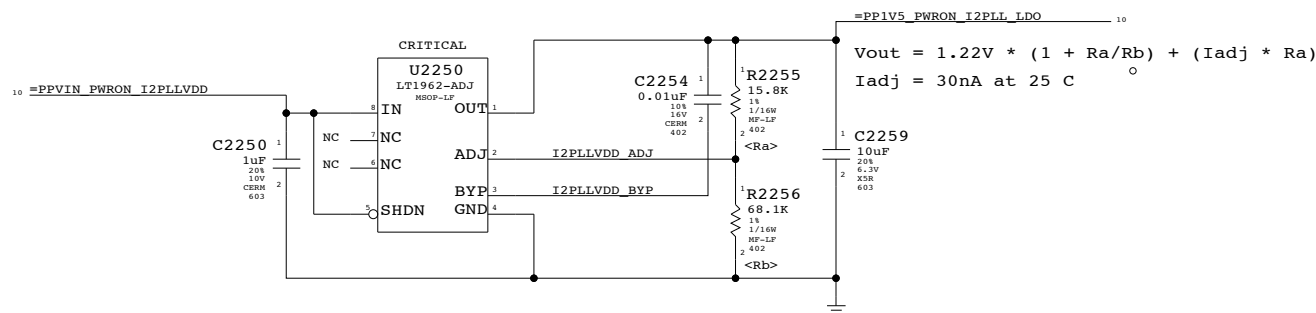 =PP1V5_PWRON_I2PLL_LDO 10
Vout = 1.22V * (1 + Ra/Rb) + (Iadj * Ra)
Iadj = 30nA at 25 C
o
CRITICAL
U2250
LT1962-ADJ
MSOP-LF
10 =PPVIN_PWRON_I2PLLVDD
8 IN
OUT 1
NC 7 NC
NC 6 NC
ADJ 2 I2PLLVDD_ADJ
BYP 3 I2PLLVDD_BYP
5 SHDN
GND 4
C2250 1
1uF
20%
10V
CERM
603
2
C2254 1
0.01uF
10%
16V
CERM
402
2
1
R2255
15.8K
1%
1/16W
MF-LF
402
2
<Ra>
1
R2256
68.1K
1%
1/16W
MF-LF
402
2
<Rb>
1
C2259
10uF
20%
6.3V
X5R
603
2